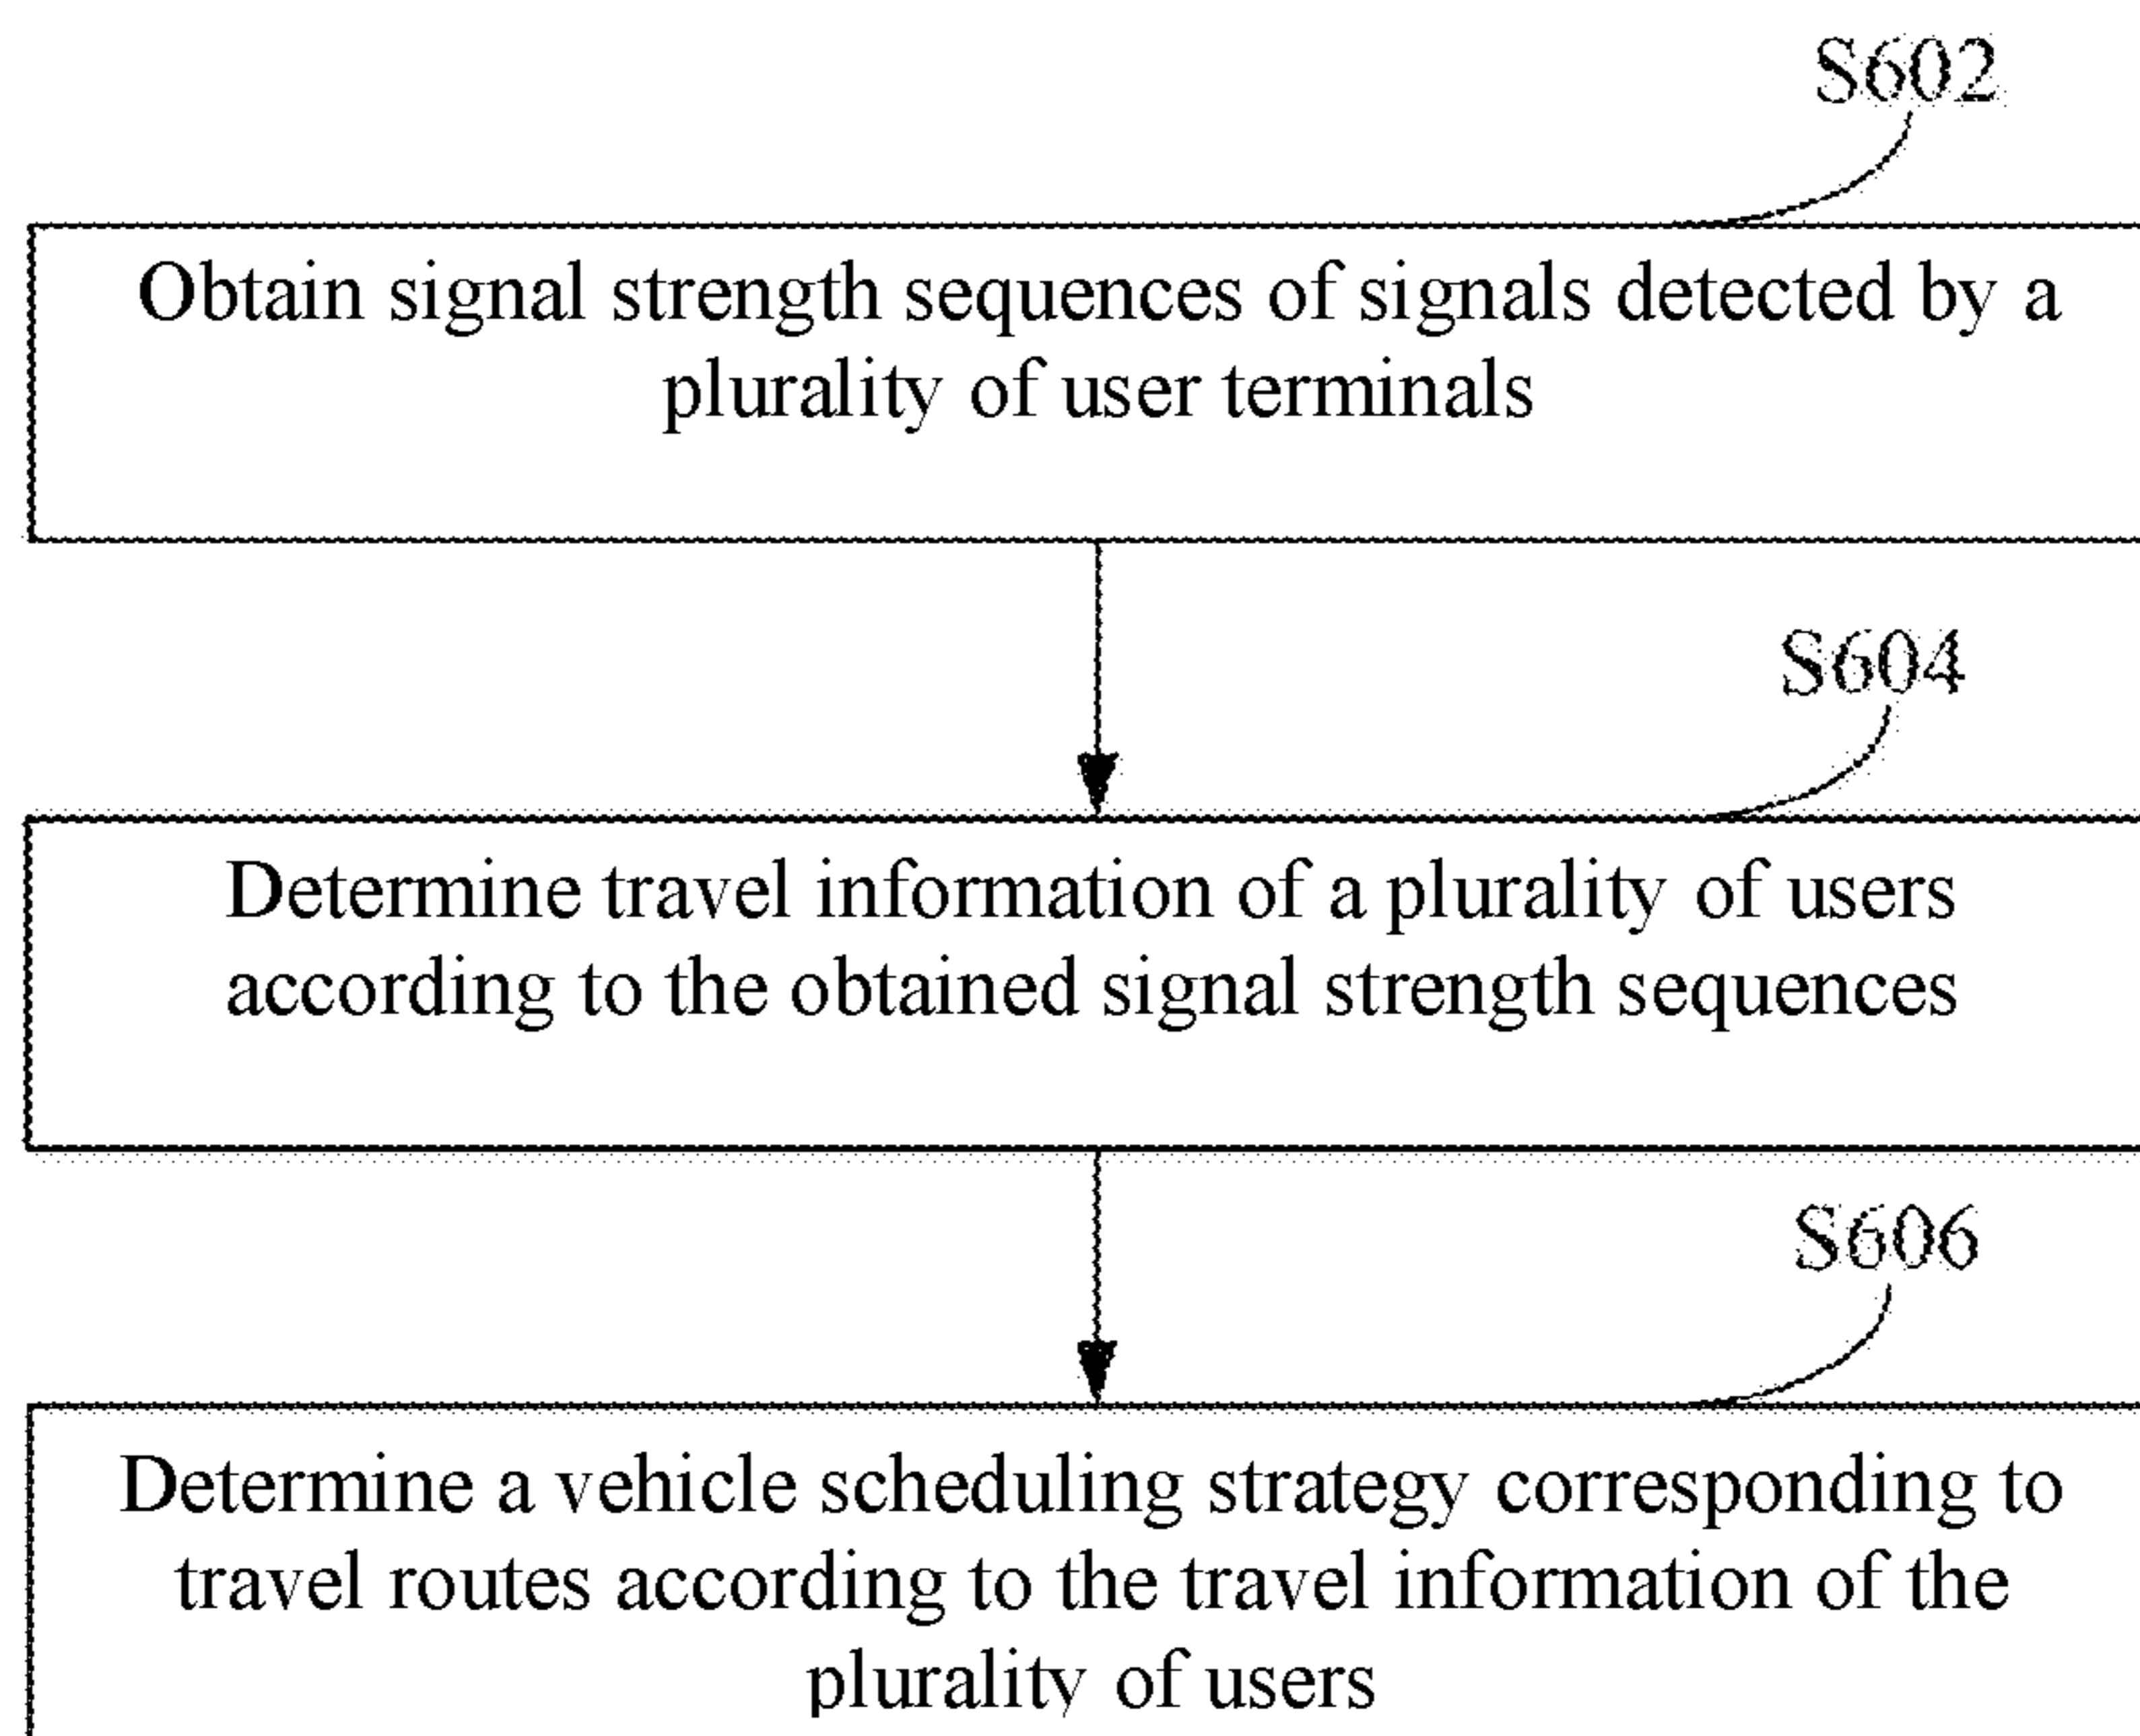 S602
Obtain signal strength sequences of signals detected by a
plurality of user terminals
S604
Determine travel information of a plurality of users
according to the obtained signal strength sequences
S606
Determine a vehicle scheduling strategy corresponding to
travel routes according to the travel information of the
plurality of users